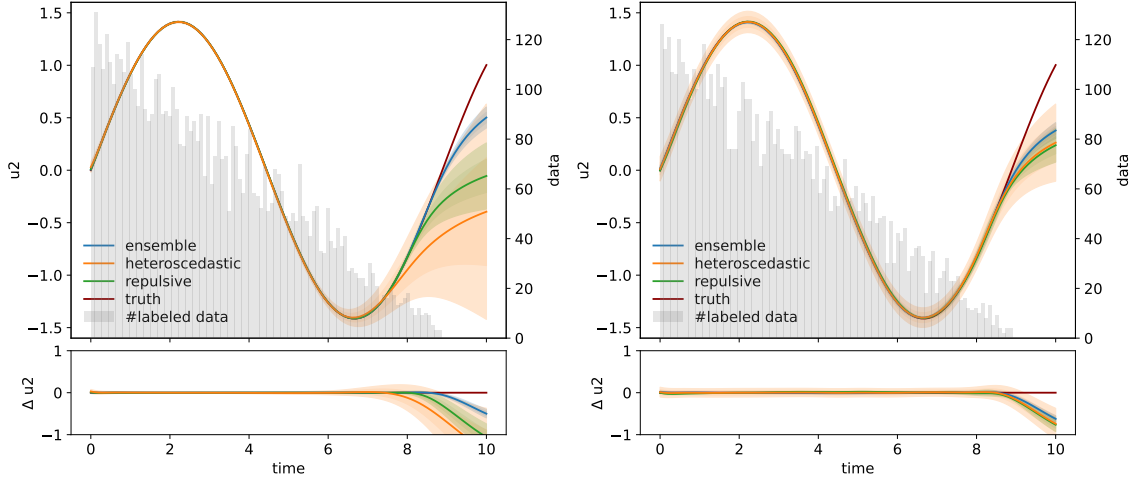 1.5
1.0
0.5
0.0
−0.5
−1.0
−1.5
u2
120
100
80
60
40
20
0
data
ensemble
heteroscedastic
repulsive
truth
#labeled data
1
0
−1
Δ u2
0
2
4
6
8
10
time
1.5
1.0
0.5
0.0
−0.5
−1.0
−1.5
u2
120
100
80
60
40
20
0
data
ensemble
heteroscedastic
repulsive
truth
#labeled data
1
0
−1
Δ u2
0
2
4
6
8
10
time